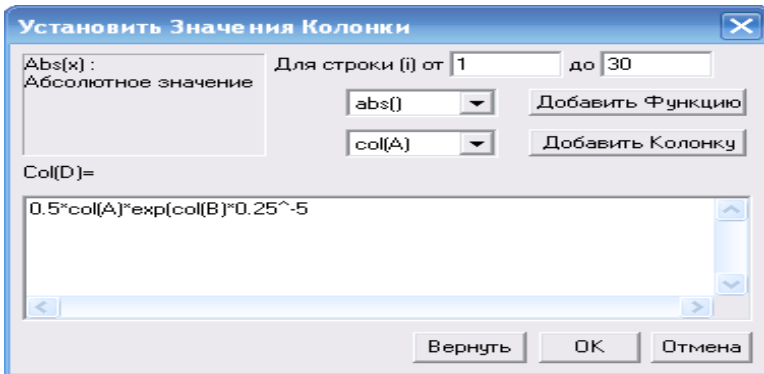 Установить Значения Колонки
Abs(x) :
Абсолютное значение
Для строки (i) от 1 до 30
abs() Добавить Функцию
col(A) Добавить Колонку
Col(D)=
0.5*col(A)*exp(col(B)*0.25^-5
Вернуть OK Отмена